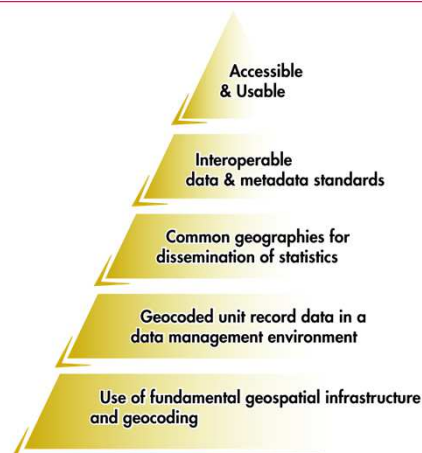 Accessible
& Usable
Interoperable
data & metadata standards
Common geographies for
dissemination of statistics
Geocoded unit record data in a
data management environment
Use of fundamental geospatial infrastructure
and geocoding